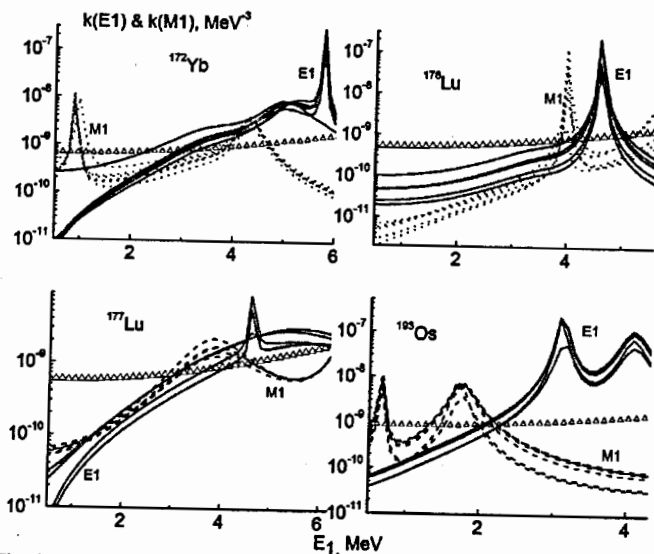 k(E1) & k(M1), MeV⁻³
10⁻⁷
10⁻⁸
10⁻⁹
10⁻¹⁰
10⁻¹¹
¹⁷²Yb
E1
M1
2
4
6
10⁻⁷
10⁻⁸
10⁻⁹
10⁻¹⁰
10⁻¹¹
¹⁷⁶Lu
E1
M1
2
4
10⁻⁹
10⁻¹⁰
10⁻¹¹
¹⁷⁷Lu
M1
E1
2
4
6
10⁻⁷
10⁻⁸
10⁻⁹
10⁻¹⁰
10⁻¹¹
¹⁹³Os
E1
M1
2
4
E₁, MeV